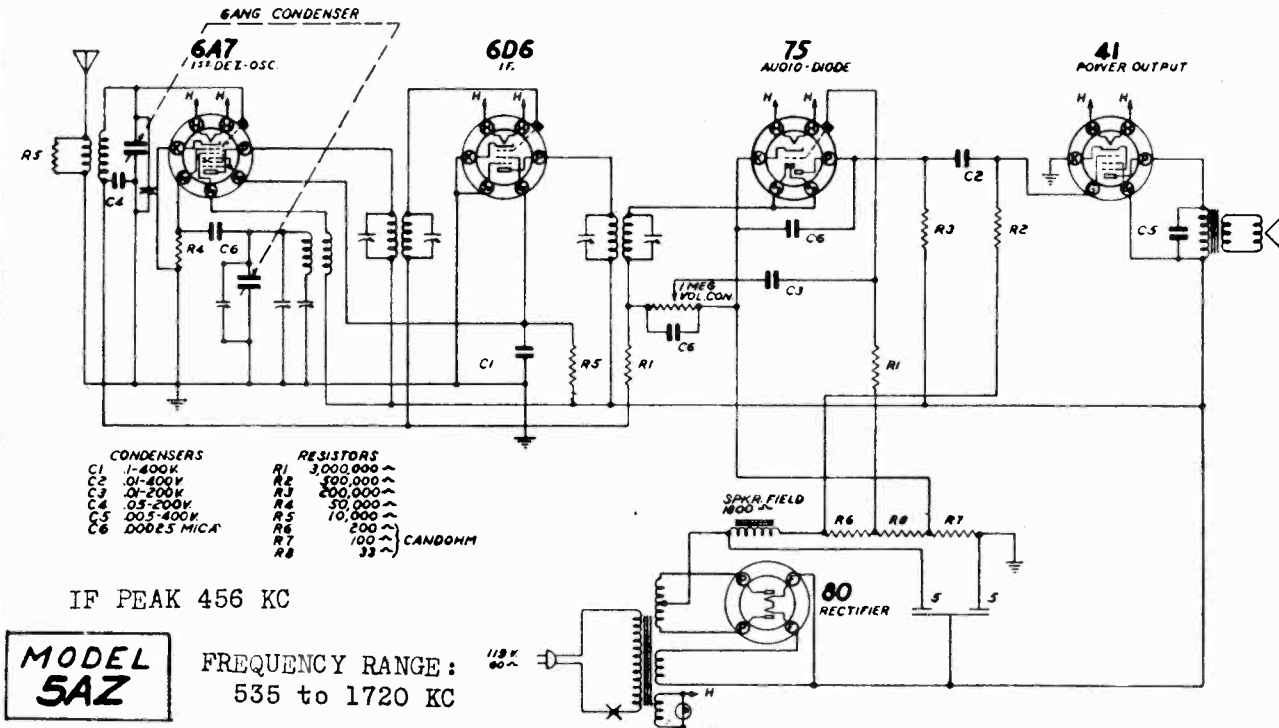 GANG CONDENSER
6A7
1ST DET.-OSC.
6D6
I.F.
75
AUDIO-DIODE
41
POWER OUTPUT
H
H
H
H
H
H
H
H
R5
C4
R4
C6
C6
C2
R3
R2
C5
1 MEG
VOL.CON.
C3
C6
C1
R5
R1
R1
CONDENSERS
C1 .1-400V.
C2 .01-400V.
C3 .01-200V.
C4 .05-200V.
C5 .005-400V.
C6 .00025 MICA
RESISTORS
R1 3,000,000 ~
R2 500,000 ~
R3 200,000 ~
R4 50,000 ~
R5 10,000 ~
R6 200 ~
R7 100 ~ CANDOHM
R8 33 ~
SPKR. FIELD
1800 ~
R6
R8
R7
80
RECTIFIER
5
5
115 V.
60 ~
H
IF PEAK 456 KC
MODEL
5AZ
FREQUENCY RANGE:
535 to 1720 KC